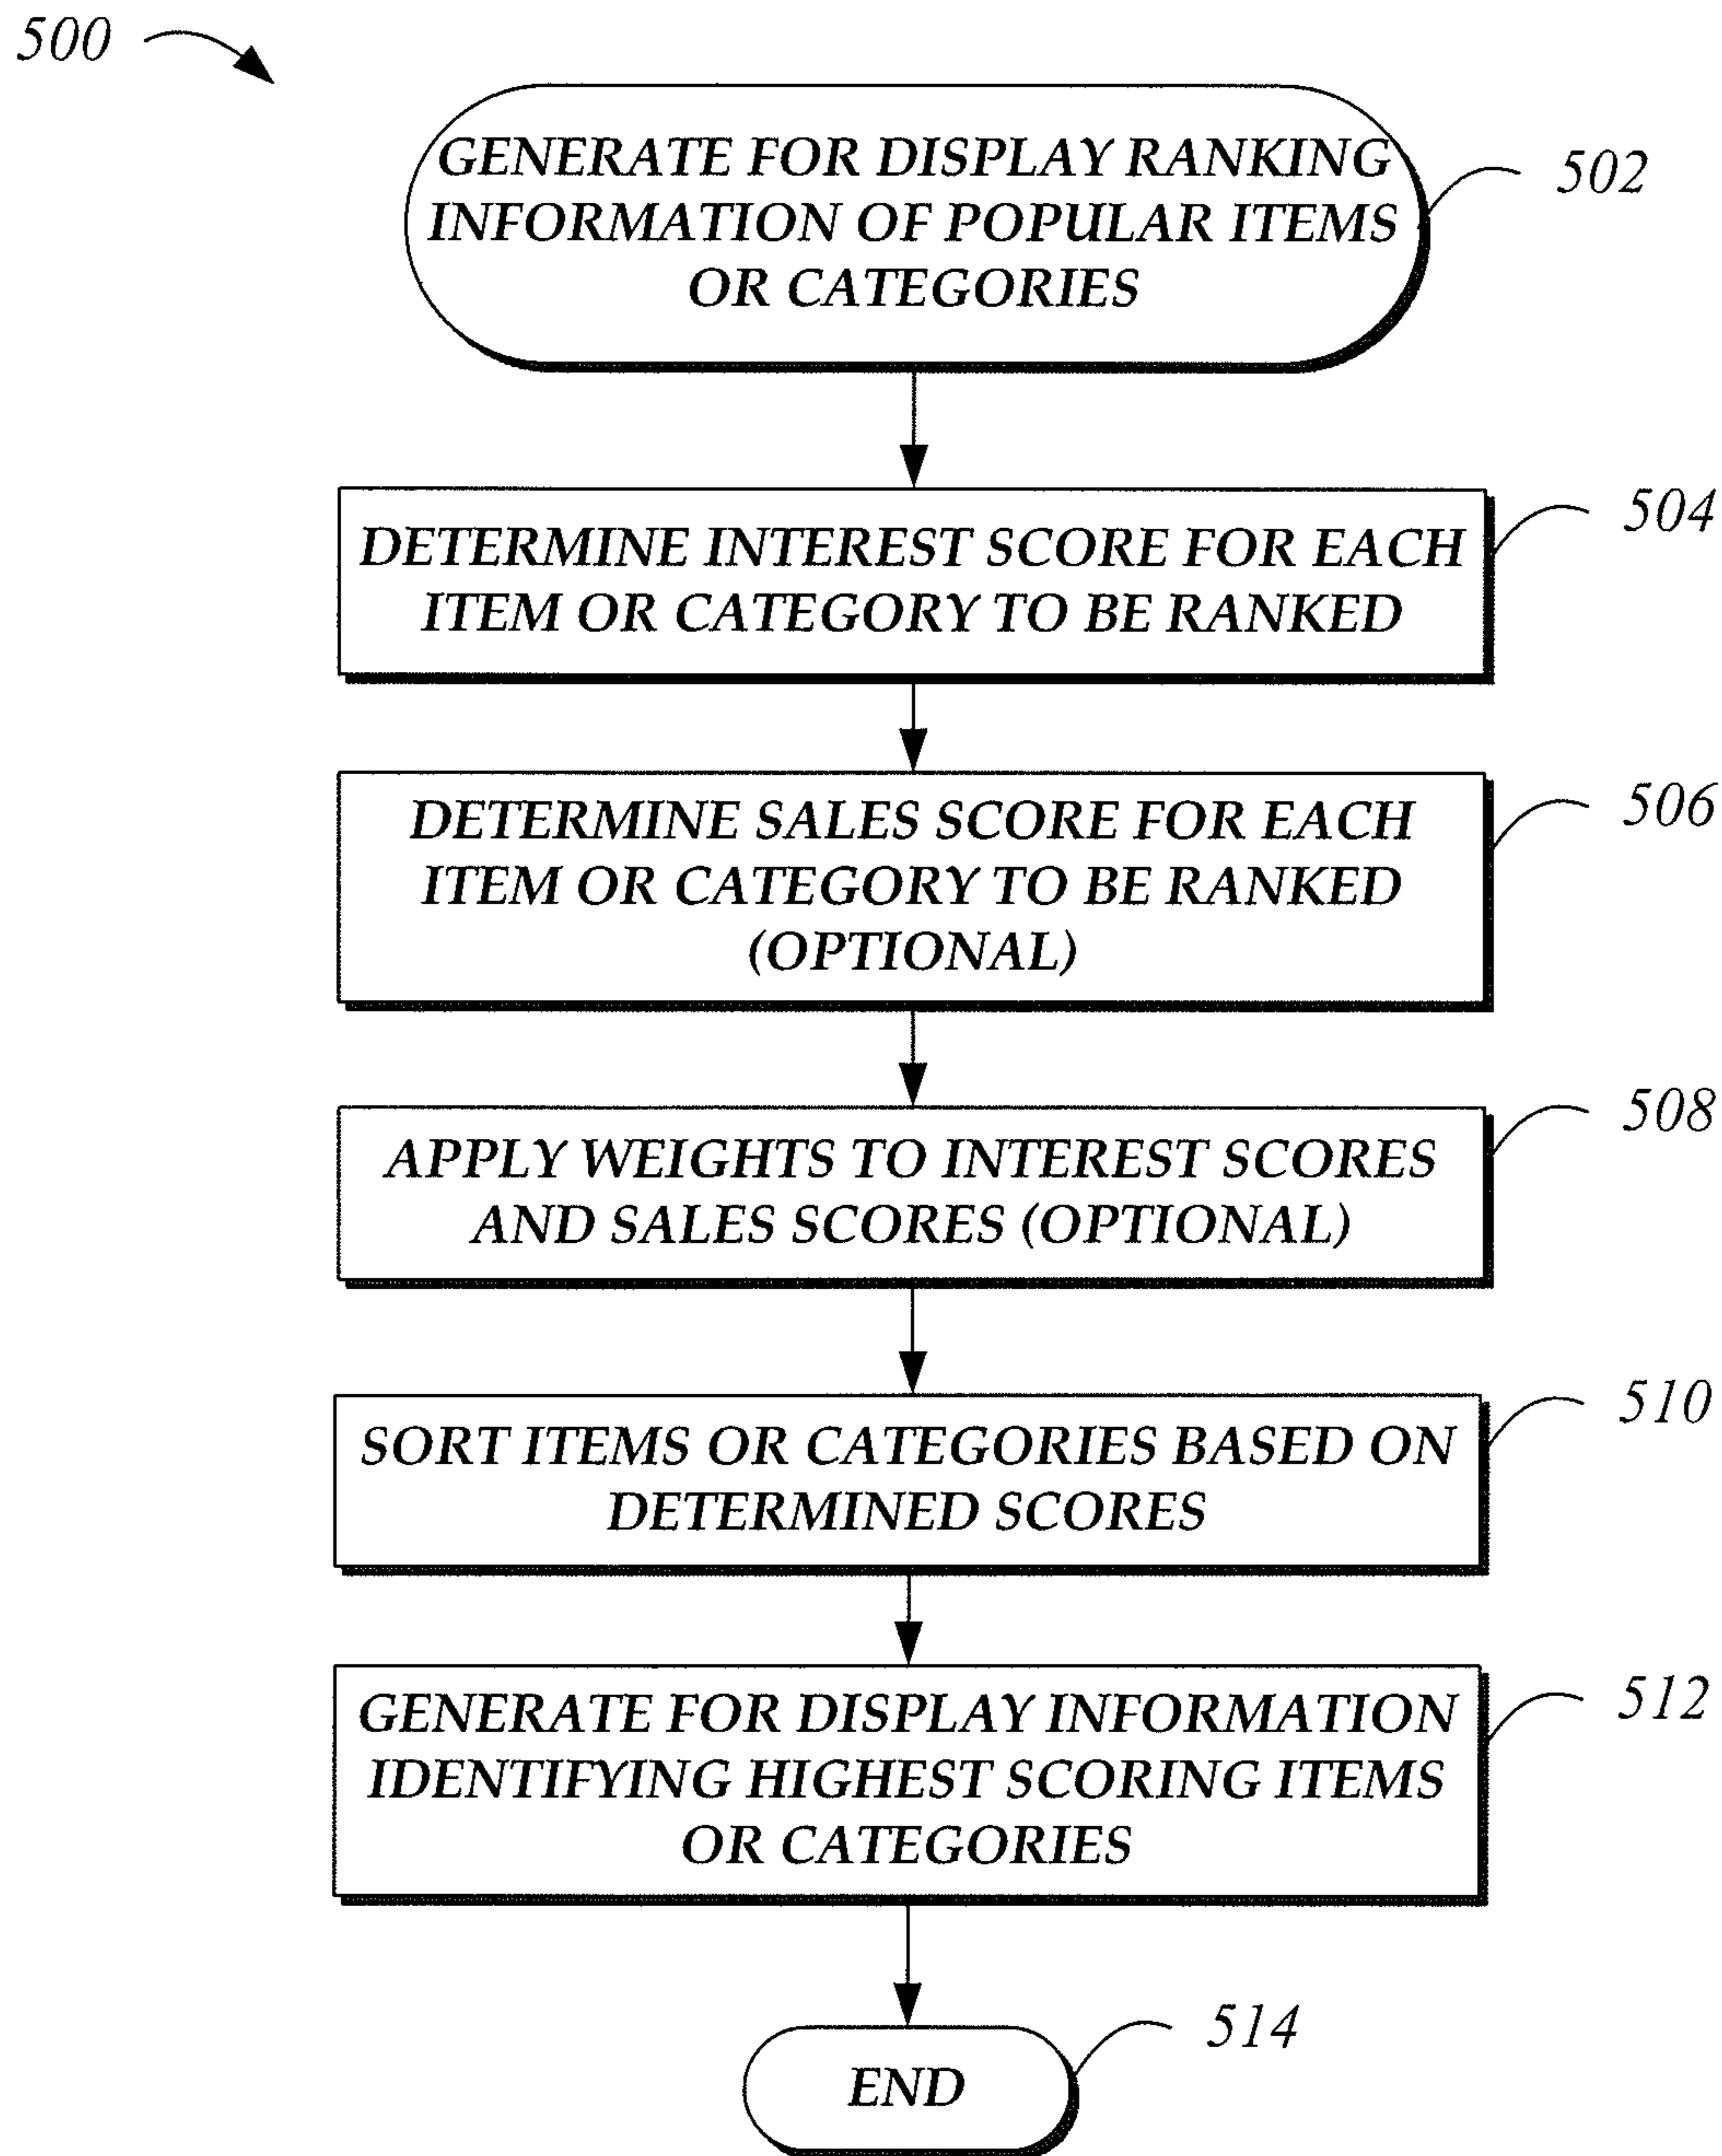 500
GENERATE FOR DISPLAY RANKING
INFORMATION OF POPULAR ITEMS
OR CATEGORIES
502
DETERMINE INTEREST SCORE FOR EACH
ITEM OR CATEGORY TO BE RANKED
504
DETERMINE SALES SCORE FOR EACH
ITEM OR CATEGORY TO BE RANKED
(OPTIONAL)
506
APPLY WEIGHTS TO INTEREST SCORES
AND SALES SCORES (OPTIONAL)
508
SORT ITEMS OR CATEGORIES BASED ON
DETERMINED SCORES
510
GENERATE FOR DISPLAY INFORMATION
IDENTIFYING HIGHEST SCORING ITEMS
OR CATEGORIES
512
END
514